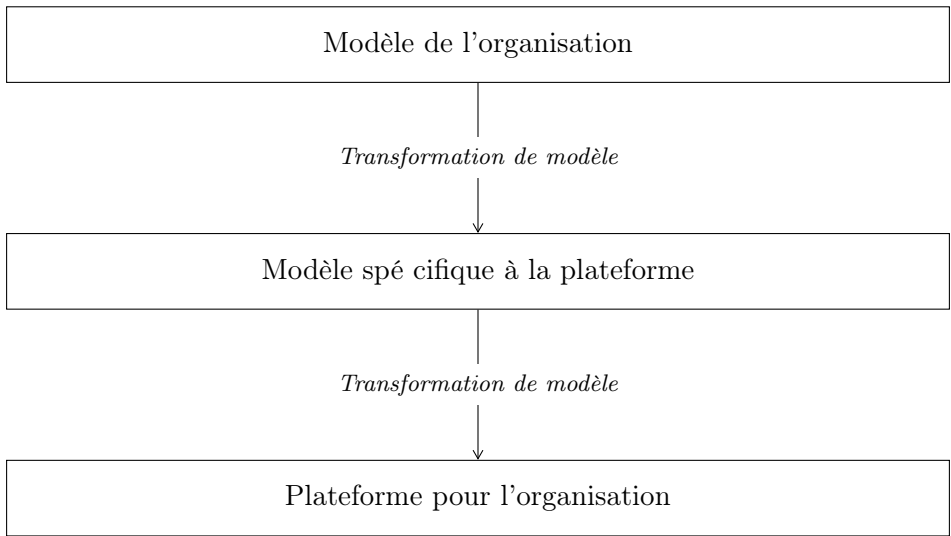 Modèle de l'organisation
Transformation de modèle
Modèle spé cifique à la plateforme
Transformation de modèle
Plateforme pour l'organisation